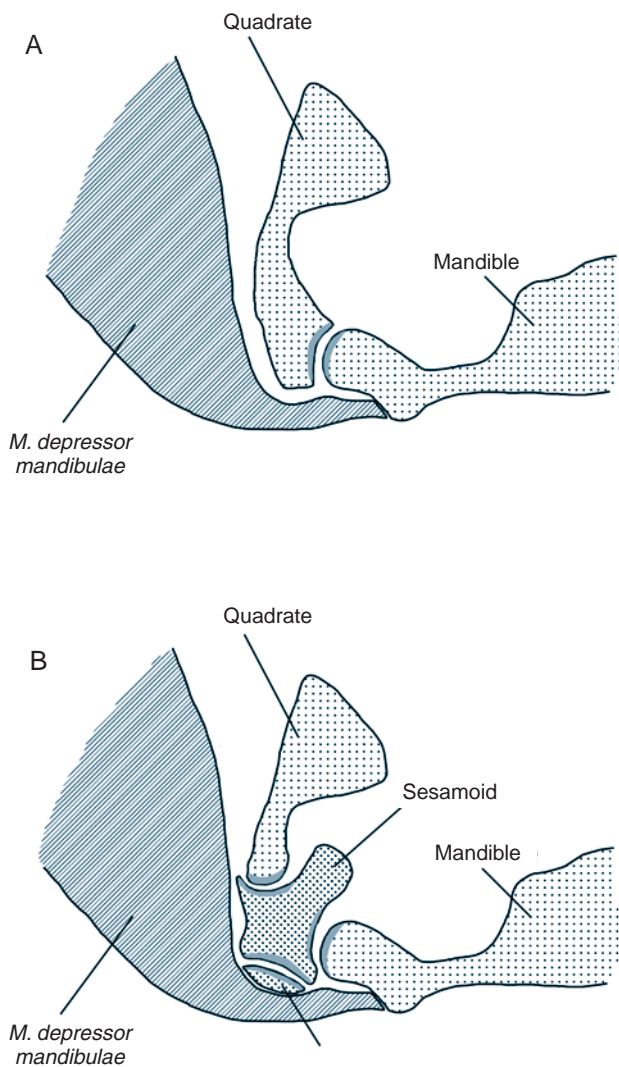 A
Quadrate
Mandible
M. depressor
mandibulae
B
Quadrate
Sesamoid
Mandible
M. depressor
mandibulae